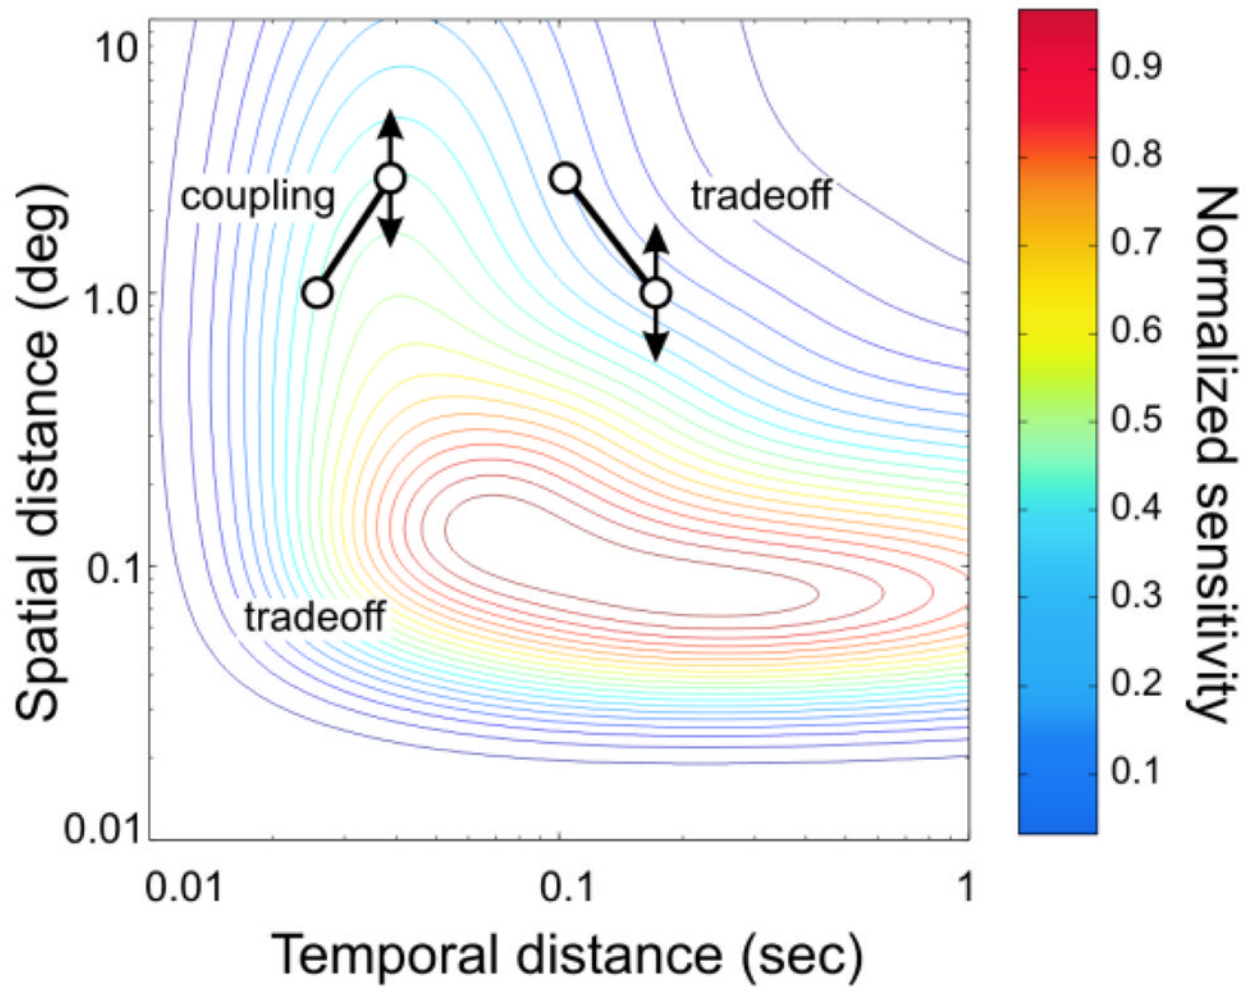 10
1.0
0.1
0.01
Spatial distance (deg)
coupling
tradeoff
tradeoff
0.01
0.1
1
Temporal distance (sec)
0.9
0.8
0.7
0.6
0.5
0.4
0.3
0.2
0.1
Normalized sensitivity